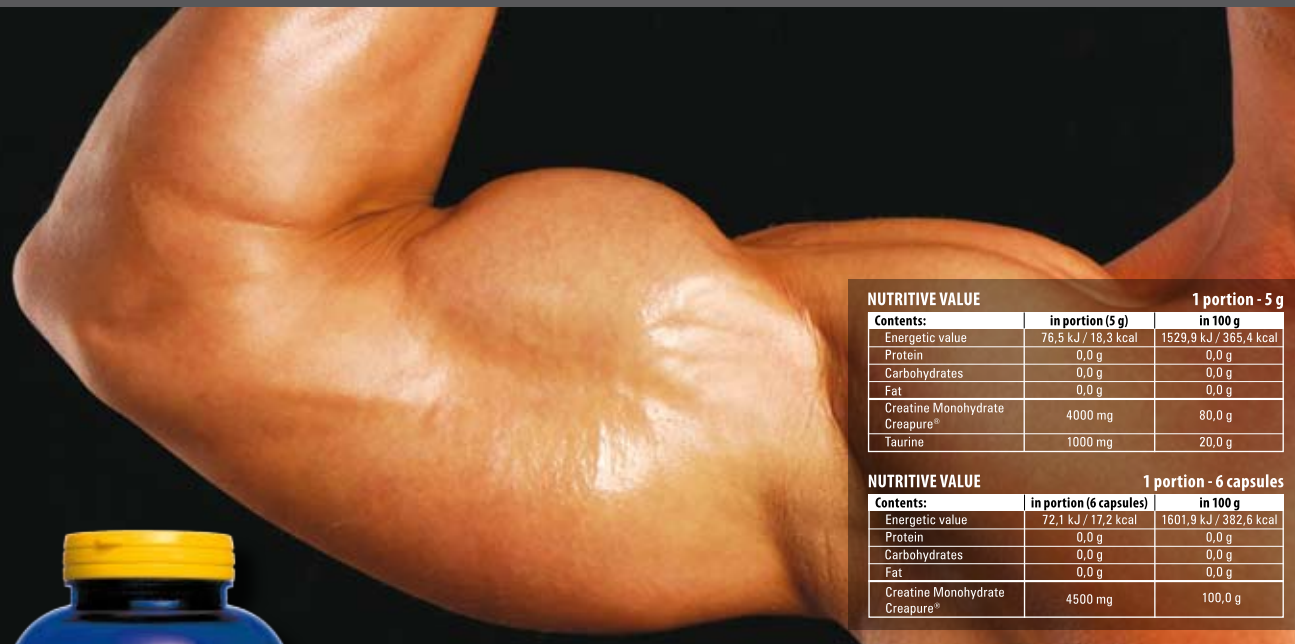 NUTRITIVE VALUE 1 portion - 5 g
Contents: in portion (5 g) in 100 g
Energetic value 76,5 kJ / 18,3 kcal 1529,9 kJ / 365,4 kcal
Protein 0,0 g 0,0 g
Carbohydrates 0,0 g 0,0 g
Fat 0,0 g 0,0 g
Creatine Monohydrate
Creapure® 4000 mg 80,0 g
Taurine 1000 mg 20,0 g
NUTRITIVE VALUE 1 portion - 6 capsules
Contents: in portion (6 capsules) in 100 g
Energetic value 72,1 kJ / 17,2 kcal 1601,9 kJ / 382,6 kcal
Protein 0,0 g 0,0 g
Carbohydrates 0,0 g 0,0 g
Fat 0,0 g 0,0 g
Creatine Monohydrate
Creapure® 4500 mg 100,0 g